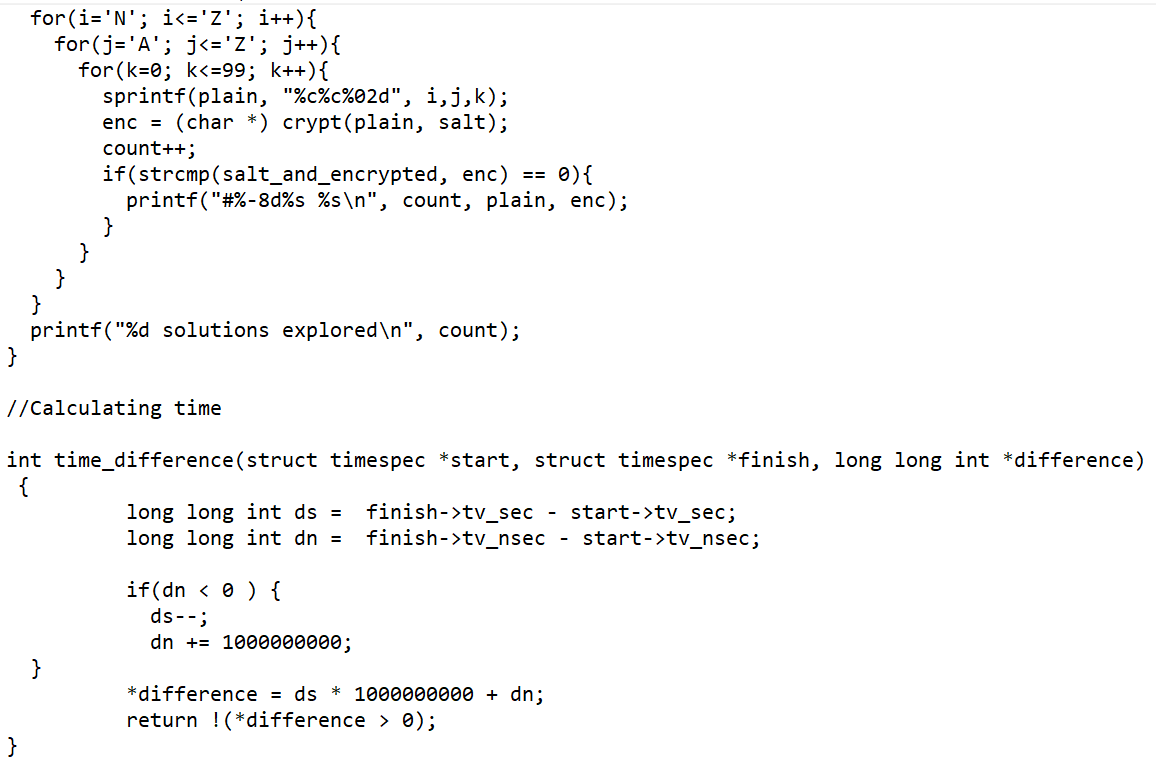 for(i='N'; i<='Z'; i++){
for(j='A'; j<='Z'; j++){
for(k=0; k<=99; k++){
sprintf(plain, "%c%c%02d", i,j,k);
enc = (char *) crypt(plain, salt);
count++;
if(strcmp(salt_and_encrypted, enc) == 0){
printf("#%-8d%s %s\n", count, plain, enc);
}
}
}
}
printf("%d solutions explored\n", count);
}
//Calculating time
int time_difference(struct timespec *start, struct timespec *finish, long long int *difference)
{
long long int ds =  finish->tv_sec - start->tv_sec;
long long int dn =  finish->tv_nsec - start->tv_nsec;
if(dn < 0 ) {
ds--;
dn += 1000000000;
}
*difference = ds * 1000000000 + dn;
return !(*difference > 0);
}